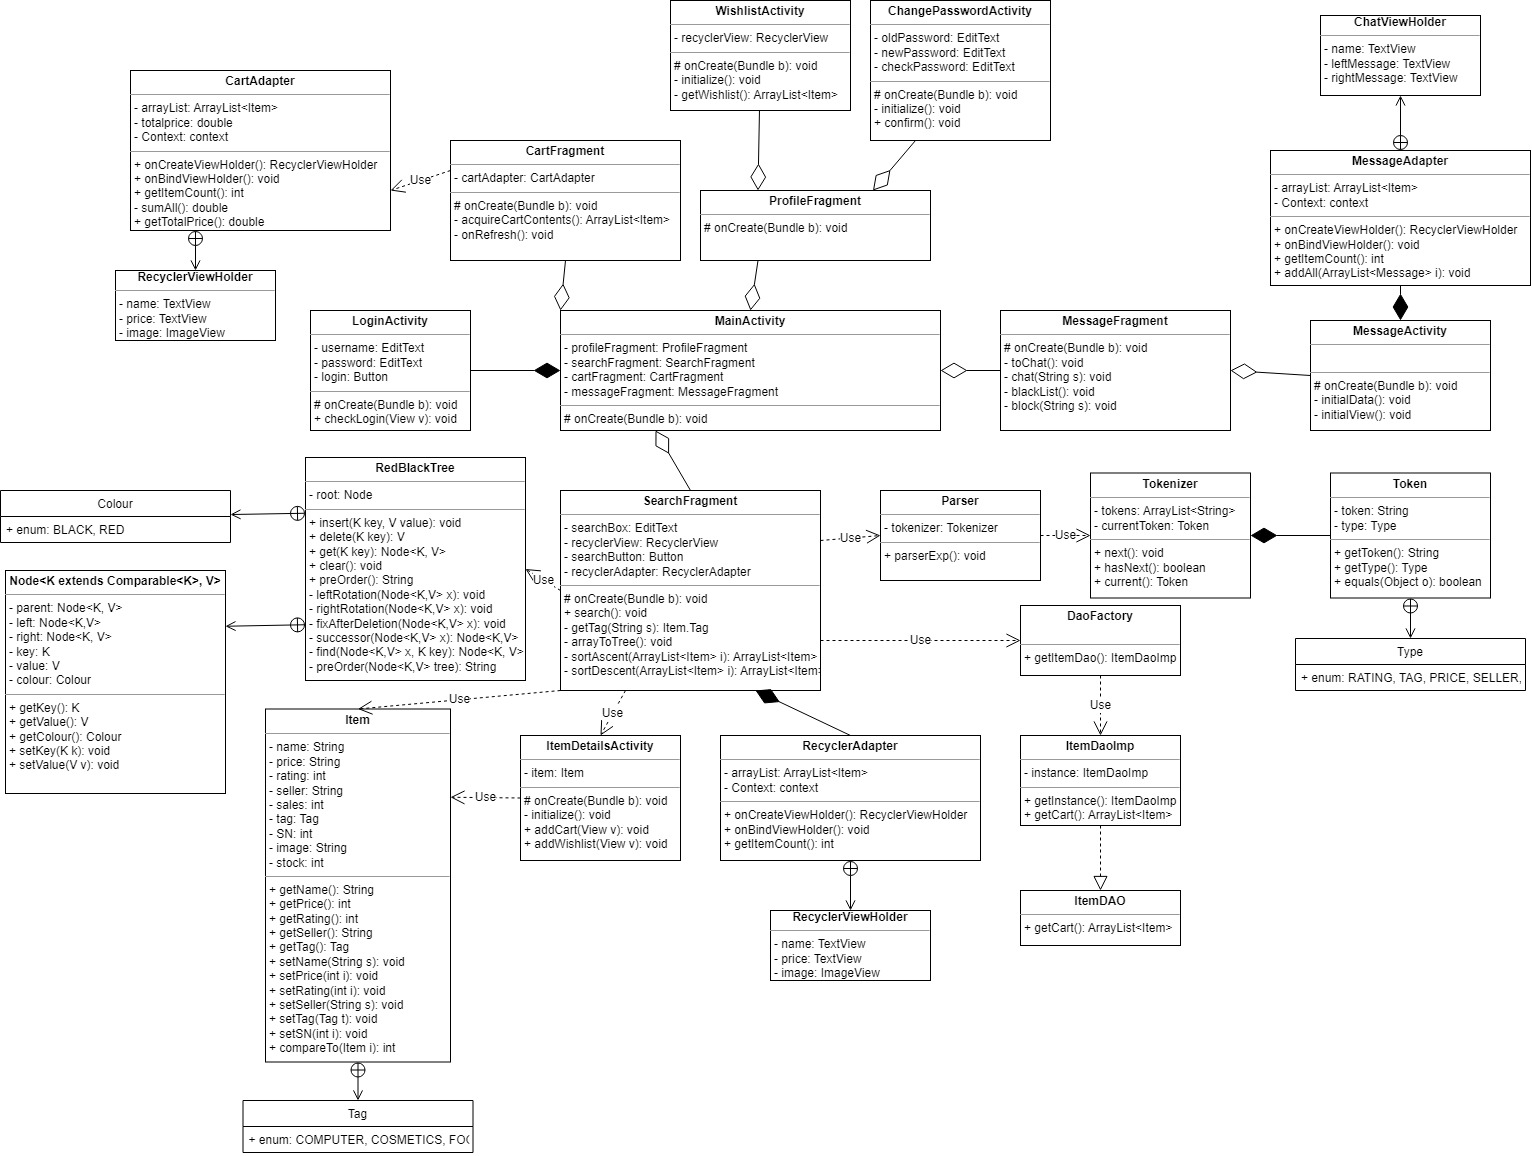 WishlistActivity
- recyclerView: RecyclerView
# onCreate(Bundle b): void
- initialize(): void
- getWishlist(): ArrayList<Item>
ChangePasswordActivity
- oldPassword: EditText
- newPassword: EditText
- checkPassword: EditText
# onCreate(Bundle b): void
- initialize(): void
+ confirm(): void
ChatViewHolder
- name: TextView
- leftMessage: TextView
- rightMessage: TextView
CartAdapter
- arrayList: ArrayList<Item>
- totalprice: double
- Context: context
+ onCreateViewHolder(): RecyclerViewHolder
+ onBindViewHolder(): void
+ getItemCount(): int
- sumAll(): double
+ getTotalPrice(): double
Use
CartFragment
- cartAdapter: CartAdapter
# onCreate(Bundle b): void
- acquireCartContents(): ArrayList<Item>
- onRefresh(): void
ProfileFragment
# onCreate(Bundle b): void
MessageAdapter
- arrayList: ArrayList<Item>
- Context: context
+ onCreateViewHolder(): RecyclerViewHolder
+ onBindViewHolder(): void
+ getItemCount(): int
+ addAll(ArrayList<Message> i): void
RecyclerViewHolder
- name: TextView
- price: TextView
- image: ImageView
LoginActivity
- username: EditText
- password: EditText
- login: Button
# onCreate(Bundle b): void
+ checkLogin(View v): void
MainActivity
- profileFragment: ProfileFragment
- searchFragment: SearchFragment
- cartFragment: CartFragment
- messageFragment: MessageFragment
# onCreate(Bundle b): void
MessageFragment
# onCreate(Bundle b): void
- toChat(): void
- chat(String s): void
- blackList(): void
- block(String s): void
MessageActivity
# onCreate(Bundle b): void
- initialData(): void
- initialView(): void
Colour
+ enum: BLACK, RED
RedBlackTree
- root: Node
+ insert(K key, V value): void
+ delete(K key): V
+ get(K key): Node<K, V>
+ clear(): void
+ preOrder(): String
- leftRotation(Node<K,V> x): void
- rightRotation(Node<K,V> x): void
- fixAfterDeletion(Node<K,V> x): void
- successor(Node<K,V> x): Node<K,V>
- find(Node<K,V> x, K key): Node<K, V>
- preOrder(Node<K,V> tree): String
Use
SearchFragment
- searchBox: EditText
- recyclerView: RecyclerView
- searchButton: Button
- recyclerAdapter: RecyclerAdapter
# onCreate(Bundle b): void
+ search(): void
- getTag(String s): Item.Tag
- arrayToTree(): void
- sortAscent(ArrayList<Item> i): ArrayList<Item>
- sortDescent(ArrayList<Item> i): ArrayList<Item
Use
Parser
- tokenizer: Tokenizer
+ parserExp(): void
Use
Tokenizer
- tokens: ArrayList<String>
- currentToken: Token
+ next(): void
+ hasNext(): boolean
+ current(): Token
Token
- token: String
- type: Type
+ getToken(): String
+ getType(): Type
+ equals(Object o): boolean
Node<K extends Comparable<K>, V>
- parent: Node<K, V>
- left: Node<K,V>
- right: Node<K, V>
- key: K
- value: V
- colour: Colour
+ getKey(): K
+ getValue(): V
+ getColour(): Colour
+ setKey(K k): void
+ setValue(V v): void
Use
DaoFactory
+ getItemDao(): ItemDaoImp
Type
+ enum: RATING, TAG, PRICE, SELLER,
Use
Use
Use
Item
- name: String
- price: String
- rating: int
- seller: String
- sales: int
- tag: Tag
- SN: int
- image: String
- stock: int
+ getName(): String
+ getPrice(): int
+ getRating(): int
+ getSeller(): String
+ getTag(): Tag
+ setName(String s): void
+ setPrice(int i): void
+ setRating(int i): void
+ setSeller(String s): void
+ setTag(Tag t): void
+ setSN(int i): void
+ compareTo(Item i): int
Use
ItemDetailsActivity
- item: Item
# onCreate(Bundle b): void
- initialize(): void
+ addCart(View v): void
+ addWishlist(View v): void
RecyclerAdapter
- arrayList: ArrayList<Item>
- Context: context
+ onCreateViewHolder(): RecyclerViewHolder
+ onBindViewHolder(): void
+ getItemCount(): int
ItemDaoImp
- instance: ItemDaoImp
+ getInstance(): ItemDaoImp
+ getCart(): ArrayList<Item>
RecyclerViewHolder
- name: TextView
- price: TextView
- image: ImageView
ItemDAO
+ getCart(): ArrayList<Item>
Tag
+ enum: COMPUTER, COSMETICS,